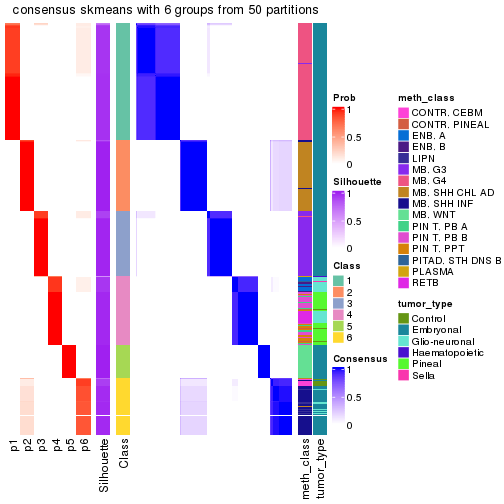 consensus skmeans with 6 groups from 50 partitions
Prob
1
0.5
0
Silhouette
1
0.5
0
Class
1
2
3
4
5
6
Consensus
1
0.5
0
meth_class
CONTR. CEBM
CONTR. PINEAL
ENB. A
ENB. B
LIPN
MB. G3
MB. G4
MB. SHH CHL AD
MB. SHH INF
MB. WNT
PIN T. PB A
PIN T. PB B
PIN T. PPT
PITAD. STH DNS B
PLASMA
RETB
tumor_type
Control
Embryonal
Glio-neuronal
Haematopoietic
Pineal
Sella
p1
p2
p3
p4
p5
p6
Silhouette
Class
meth_class
tumor_type